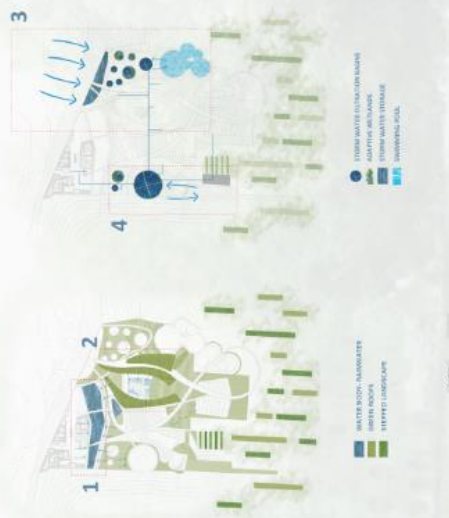 1
2
WATER BODY- RAINWATER
GREEN ROOFS
STEPPED LANDSCAPE
3
4
STORM WATER FILTRATION BASINS
ADAPTIVE WETLANDS
STORM WATER STORAGE
SWIMMING POOL